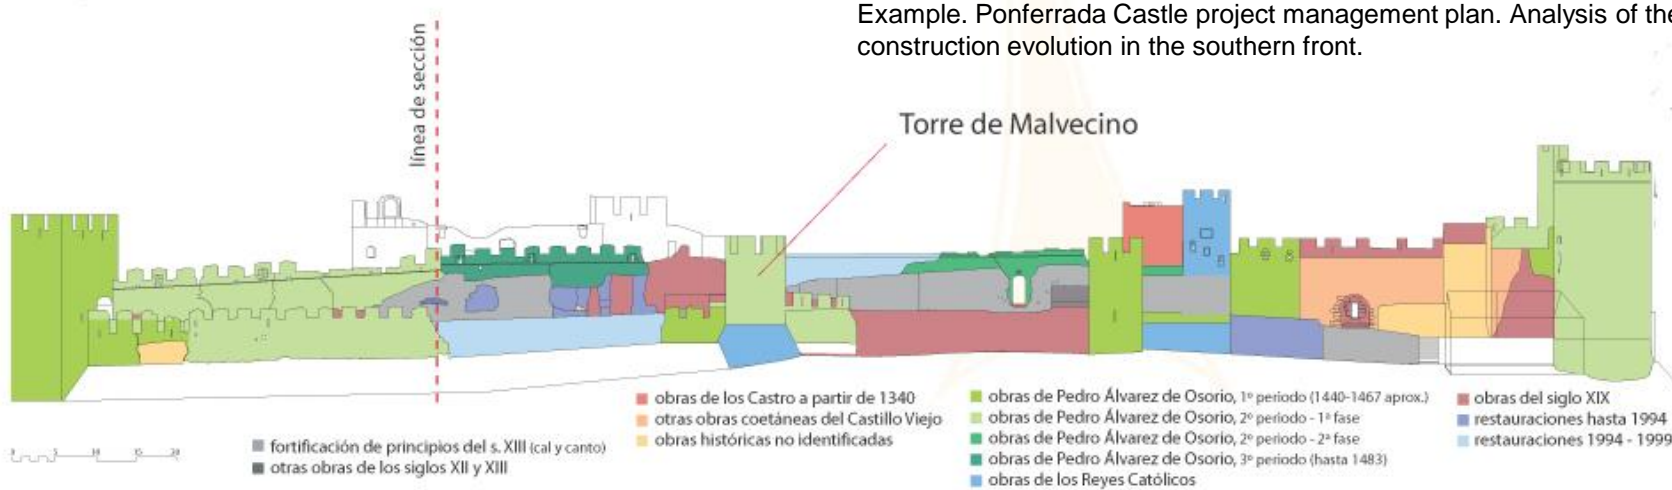 Example. Ponferrada Castle project management plan. Analysis of the
construction evolution in the southern front.
línea de sección
Torre de Malvecino
fortificación de principios del s. XIII (cal y canto)
otras obras de los siglos XII y XIII
obras de los Castro a partir de 1340
otras obras coetáneas del Castillo Viejo
obras históricas no identificadas
obras de Pedro Álvarez de Osorio, 1º periodo (1440-1467 aprox.)
obras de Pedro Álvarez de Osorio, 2º periodo - 1ª fase
obras de Pedro Álvarez de Osorio, 2º periodo - 2ª fase
obras de Pedro Álvarez de Osorio, 3º periodo (hasta 1483)
obras de los Reyes Católicos
obras del siglo XIX
restauraciones hasta 1994
restauraciones 1994 - 1999